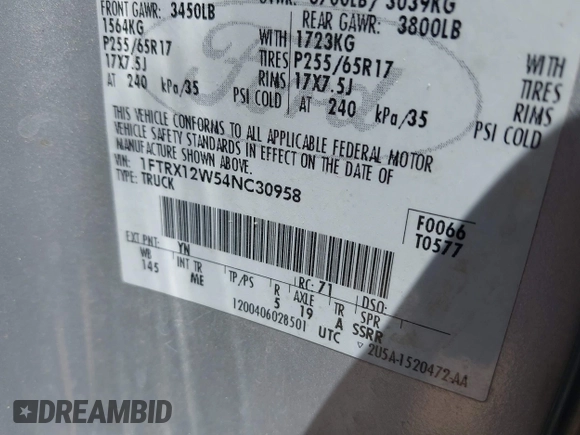 FRONT GAWR: 3450LB
3039KG
REAR GAWR: 3800LB
1564KG WITH 1723KG WITH
P255/65R17 TIRES P255/65R17 TIRES
17X7.5J RIMS 17X7.5J RIMS
AT 240 kPa/35 PSI COLD AT 240 kPa/35 PSI COLD
Ford
THIS VEHICLE CONFORMS TO ALL APPLICABLE FEDERAL MOTOR
VEHICLE SAFETY STANDARDS IN EFFECT ON THE DATE OF
MANUFACTURE SHOWN ABOVE.
VIN: 1FTRX12W54NC30958
TYPE: TRUCK
F0066
T0577
EXT PNT: YN RC: 71 DSO:
WB INT TR TP/PS R AXLE TR SPR
145 ME 5 19 A SSRR
1200406028501 UTC ▽ 2U5A-1520472-AA
DREAMBID.COM